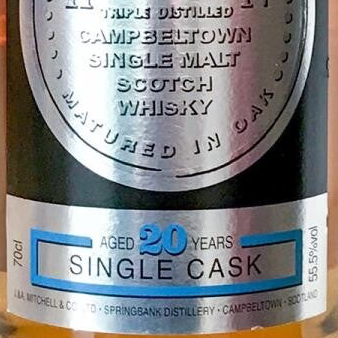 TRIPLE DISTILLED
CAMPBELTOWN
SINGLE MALT
SCOTCH
WHISKY
MATURED IN OAK
AGED 20 YEARS
SINGLE CASK
70cl
55.5%vol
J.&A. MITCHELL & CO LTD · SPRINGBANK DISTILLERY · CAMPBELTOWN · SCOTLAND